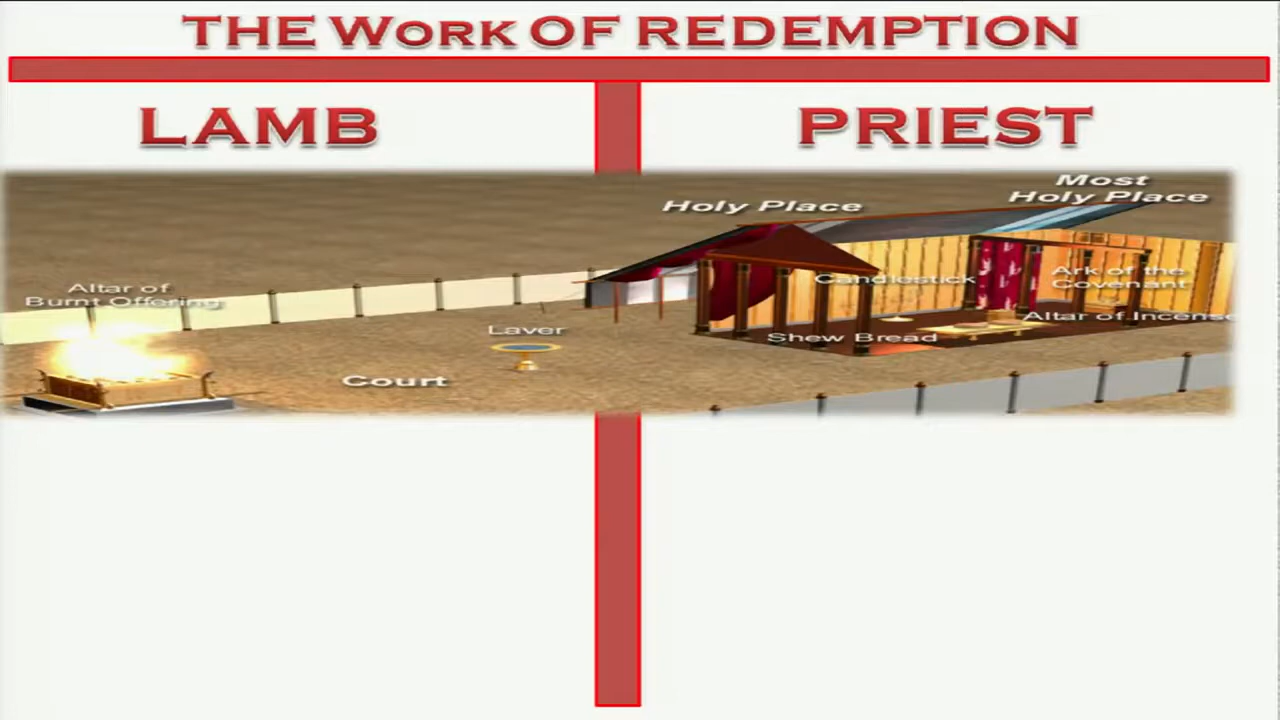 THE WORK OF REDEMPTION
LAMB
PRIEST
Most
Holy Place
Holy Place
Altar of
Burnt Offering
Candlestick
Ark of the
Covenant
Altar of Incense
Laver
Shew Bread
Court